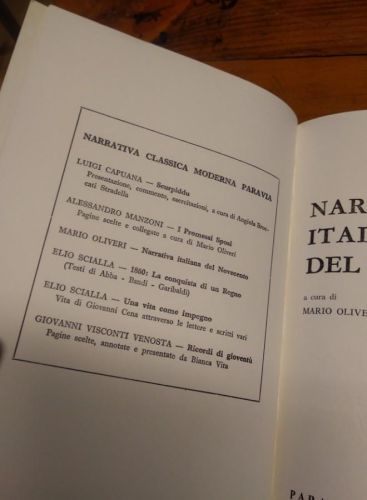 NARRATIVA CLASSICA MODERNA PARAVIA
LUIGI CAPUANA — Scurpiddu
Presentazione, commento, esercitazioni, a cura di Angiola Broc-
cati Stradella
ALESSANDRO MANZONI — I Promessi Sposi
Pagine scelte e collegate a cura di Mario Oliveri
MARIO OLIVERI — Narrativa italiana del Novecento
ELIO SCIALLA — 1860: La conquista di un Regno
(Testi di Abba - Bandi - Garibaldi)
ELIO SCIALLA — Una vita come impegno
Vita di Giovanni Cena attraverso le lettere e scritti vari
GIOVANNI VISCONTI VENOSTA — Ricordi di gioventù
Pagine scelte, annotate e presentate da Bianca Vita
NAR
ITAL
DEL
a cura di
MARIO OLIVE
PARA